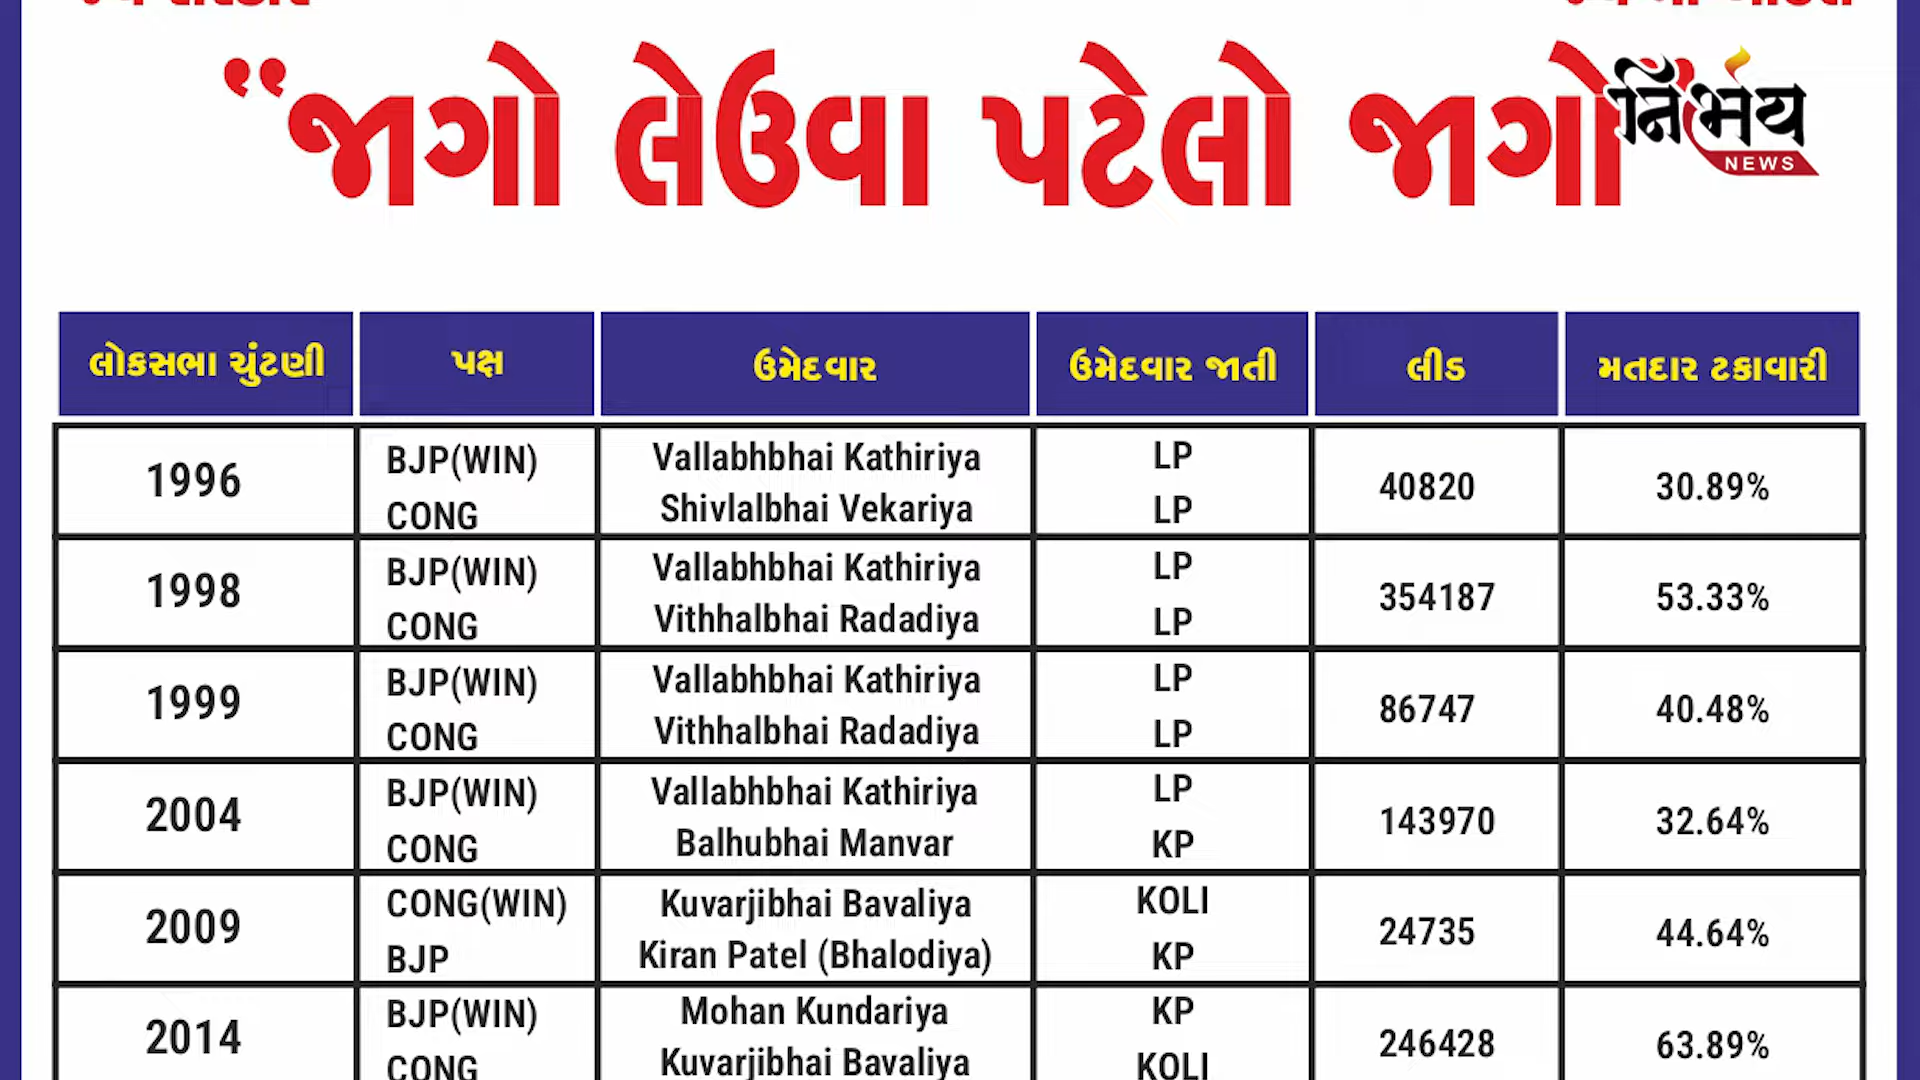 “જાગો લેઉવા પટેલો જાગો
નિર્ભય
NEWS
લોકસભા ચુંટણી પક્ષ ઉમેદવાર ઉમેદવાર જાતી લીડ મતદાર ટકાવારી
1996 BJP(WIN) Vallabhbhai Kathiriya LP 40820 30.89%
CONG Shivlalbhai Vekariya LP
1998 BJP(WIN) Vallabhbhai Kathiriya LP 354187 53.33%
CONG Vithhalbhai Radadiya LP
1999 BJP(WIN) Vallabhbhai Kathiriya LP 86747 40.48%
CONG Vithhalbhai Radadiya LP
2004 BJP(WIN) Vallabhbhai Kathiriya LP 143970 32.64%
CONG Balhubhai Manvar KP
2009 CONG(WIN) Kuvarjibhai Bavaliya KOLI 24735 44.64%
BJP Kiran Patel (Bhalodiya) KP
2014 BJP(WIN) Mohan Kundariya KP 246428 63.89%
CONG Kuvarjibhai Bavaliya KOLI